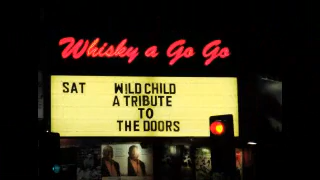 Whisky a Go Go
SAT WILD CHILD
A TRIBUTE
TO
THE DOORS